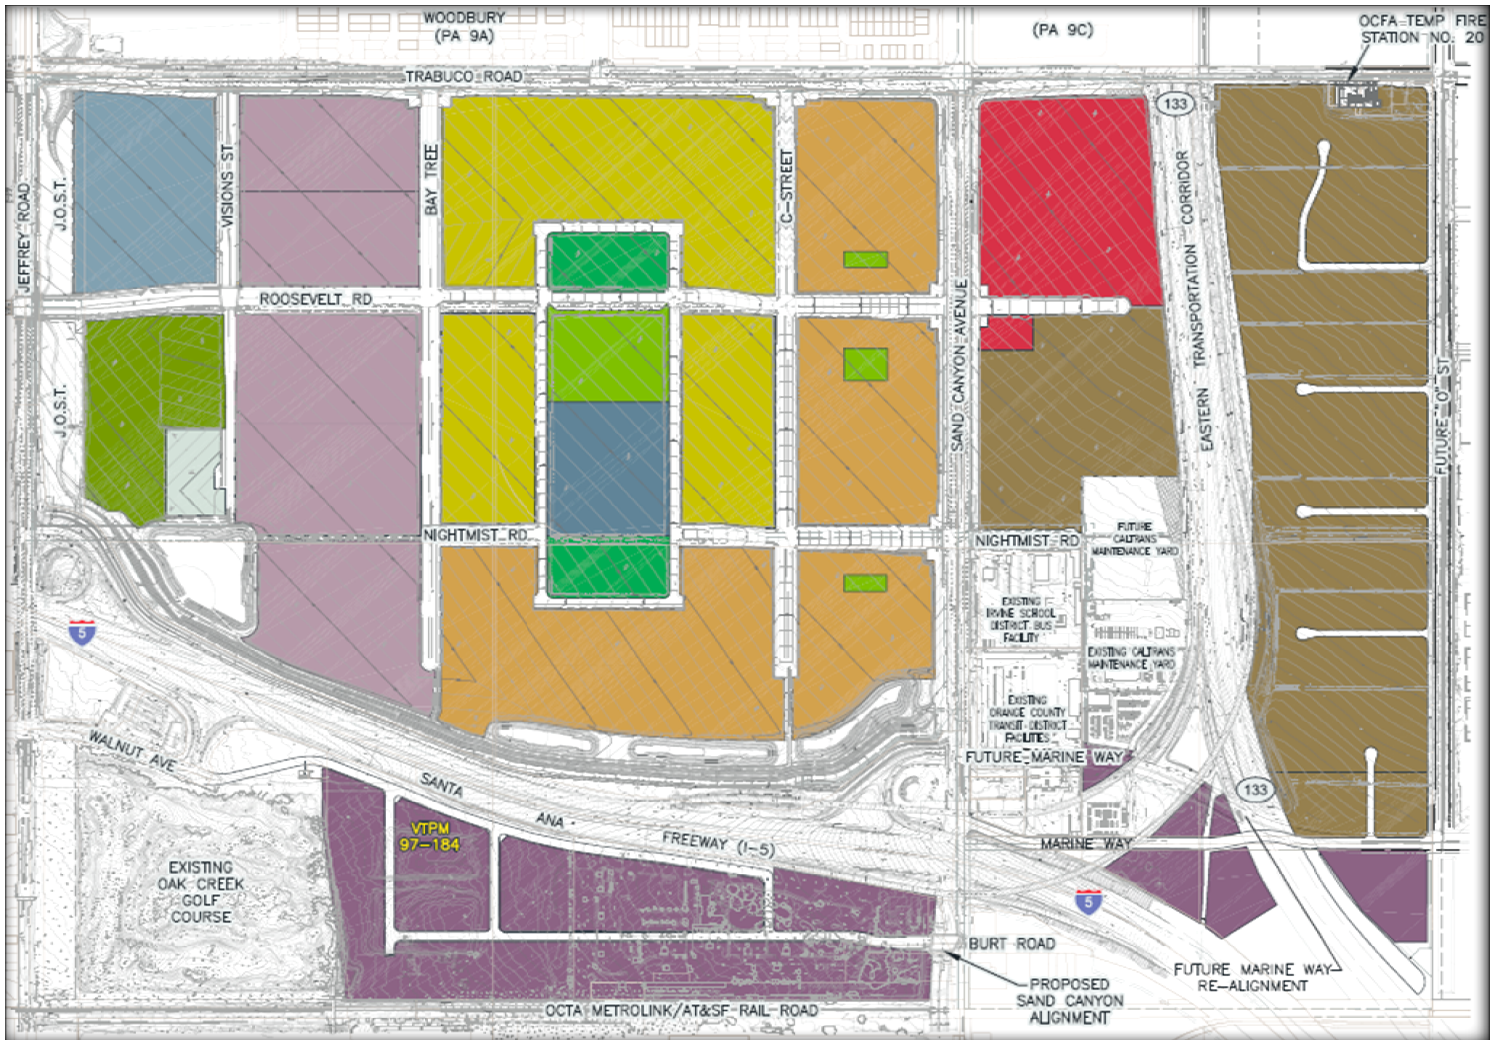 WOODBURY
(PA 9A)
(PA 9C)
OCFA TEMP FIRE
STATION NO. 20
TRABUCO ROAD
133
JEFFREY ROAD
J.O.S.T.
VISIONS ST
BAY TREE
C-STREET
EASTERN TRANSPORTATION CORRIDOR
ROOSEVELT RD
SAND CANYON AVENUE
J.O.S.T.
FUTURE "O" ST
NIGHTMIST RD
NIGHTMIST RD
FUTURE
CALTRANS
MAINTENANCE YARD
EXISTING
IRVINE SCHOOL
DISTRICT BUS
FACILITY
5
EXISTING CALTRANS
MAINTENANCE YARD
EXISTING
ORANGE COUNTY
TRANSIT DISTRICT
FACILITIES
WALNUT AVE
FUTURE MARINE WAY
SANTA ANA FREEWAY (I-5)
133
VTPM
97-184
MARINE WAY
EXISTING
OAK CREEK
GOLF
COURSE
5
BURT ROAD
FUTURE MARINE WAY
RE-ALIGNMENT
PROPOSED
SAND CANYON
ALIGNMENT
OCTA METROLINK/AT&SF RAIL ROAD